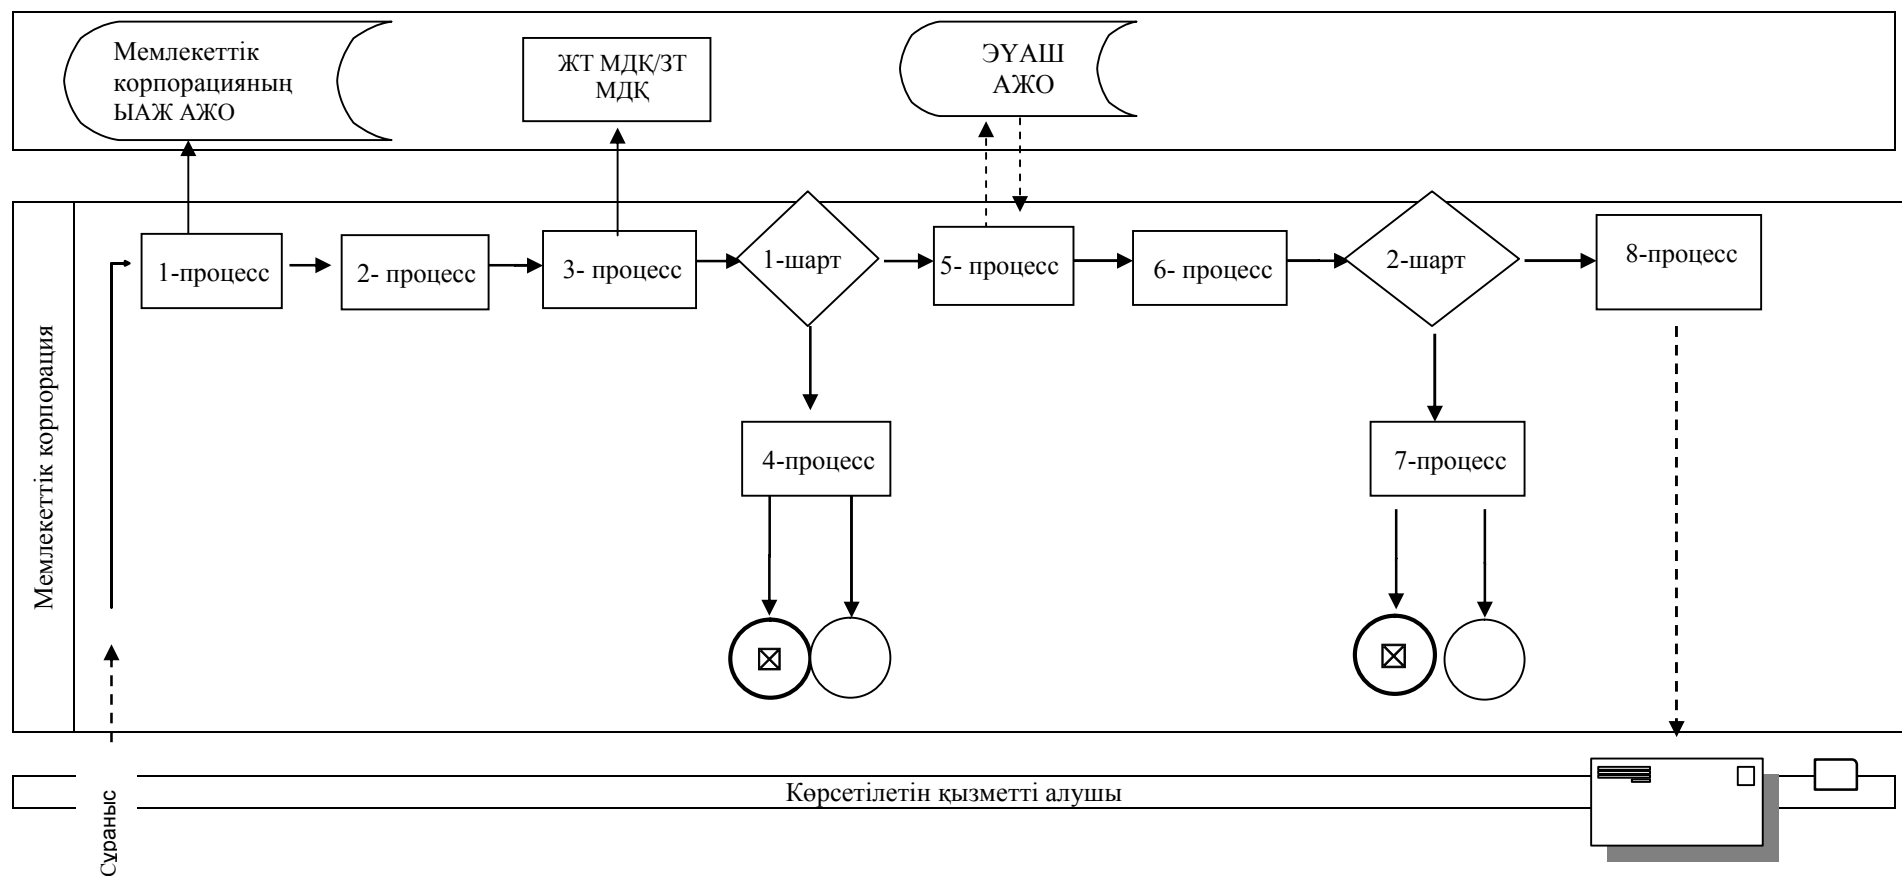 Мемлекеттік
корпорацияның
ЫАЖ АЖО
ЖТ МДҚ/ЗТ
МДҚ
ЭҮАШ
АЖО
Мемлекеттік корпорация
1-процесс
2- процесс
3- процесс
1-шарт
5- процесс
6- процесс
2-шарт
8-процесс
4-процесс
7-процесс
Сұраныс
Көрсетілетін қызметті алушы